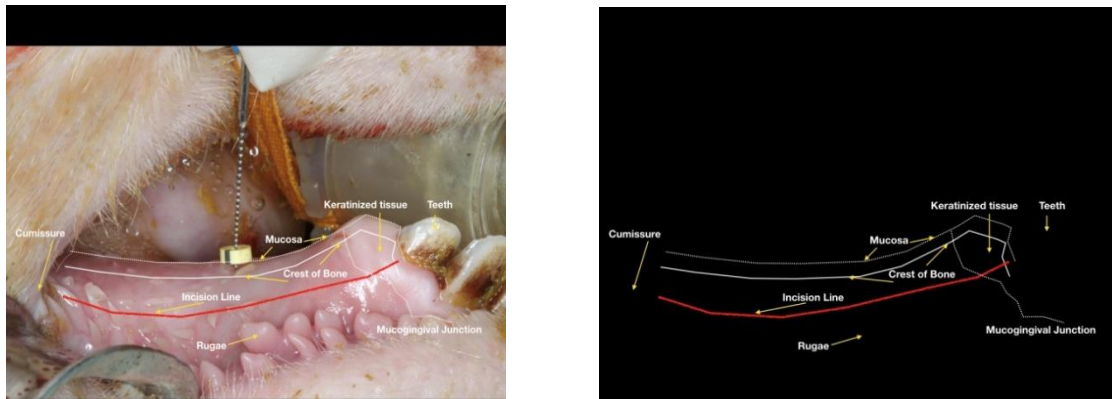 Keratinized tissue
Teeth
Cumissure
Mucosa
Crest of Bone
Incision Line
Mucogingival Junction
Rugae
Keratinized tissue
Teeth
Cumissure
Mucosa
Crest of Bone
Incision Line
Mucogingival Junction
Rugae